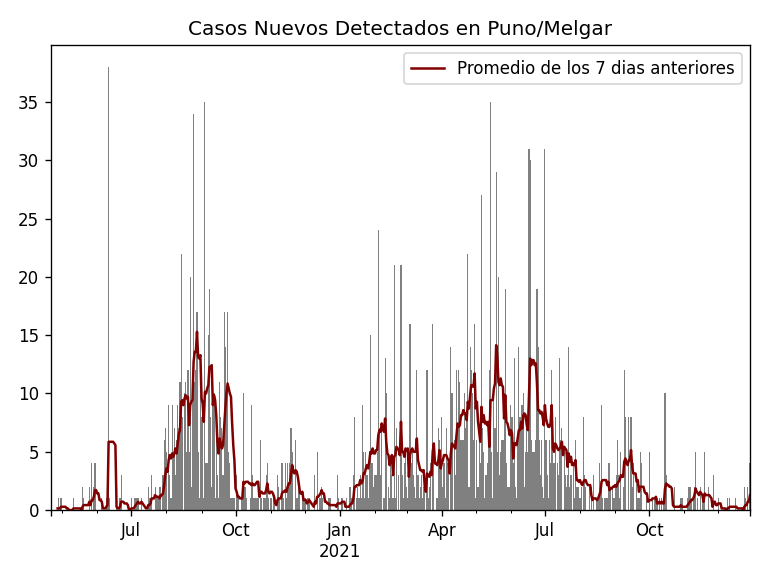 Casos Nuevos Detectados en Puno/Melgar
Promedio de los 7 dias anteriores
35
30
25
20
15
10
5
0
Jul
Oct
Jan
2021
Apr
Jul
Oct